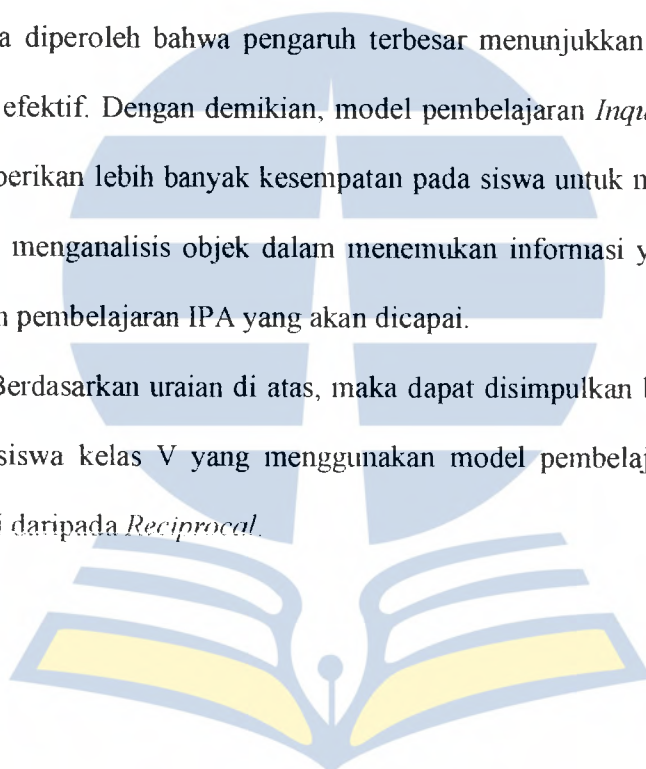 a diperoleh bahwa pengaruh terbesar menunjukkan
efektif. Dengan demikian, model pembelajaran Inqu
berikan lebih banyak kesempatan pada siswa untuk m
menganalisis objek dalam menemukan informasi y
n pembelajaran IPA yang akan dicapai.
Berdasarkan uraian di atas, maka dapat disimpulkan b
siswa kelas V yang menggunakan model pembelaj
i daripada Reciprocal.